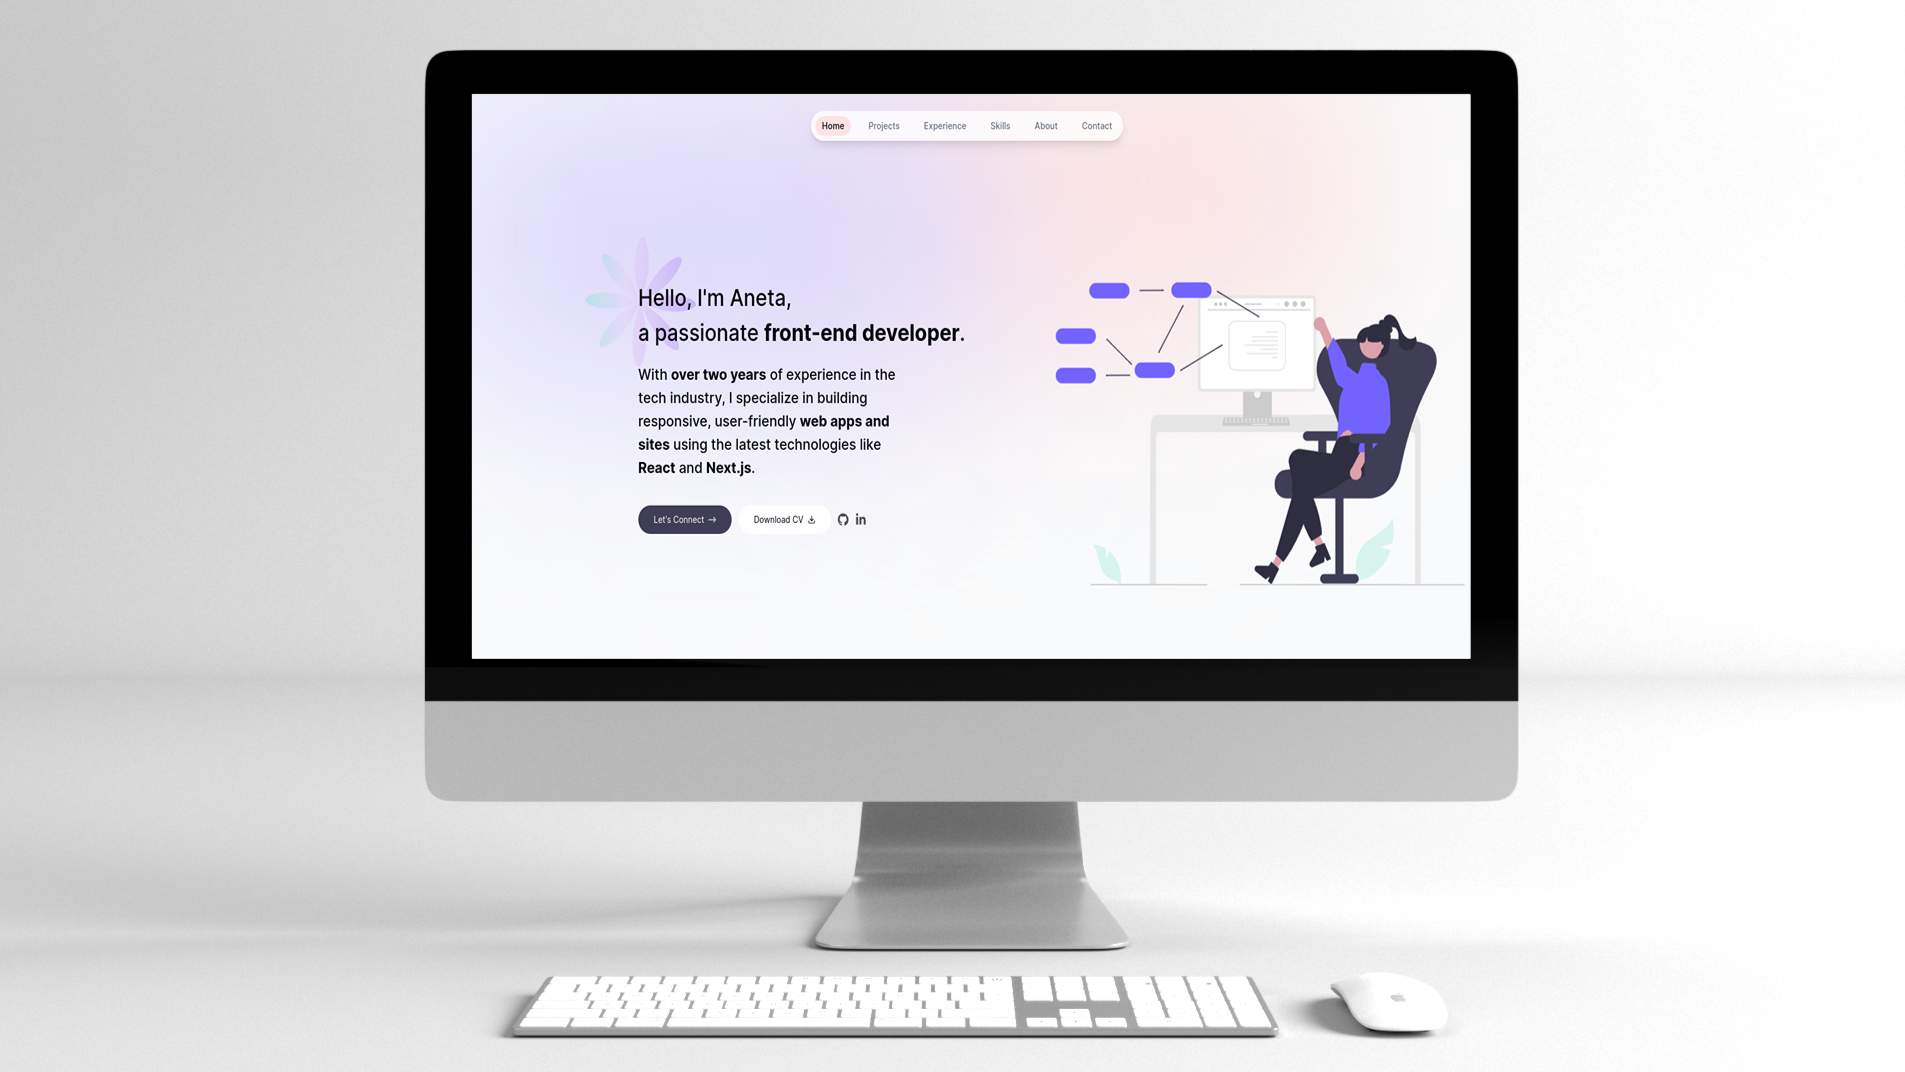 Home Projects Experience Skills About Contact
Hello, I'm Aneta,
a passionate front-end developer.
With over two years of experience in the
tech industry, I specialize in building
responsive, user-friendly web apps and
sites using the latest technologies like
React and Next.js.
Let's Connect → Download CV in